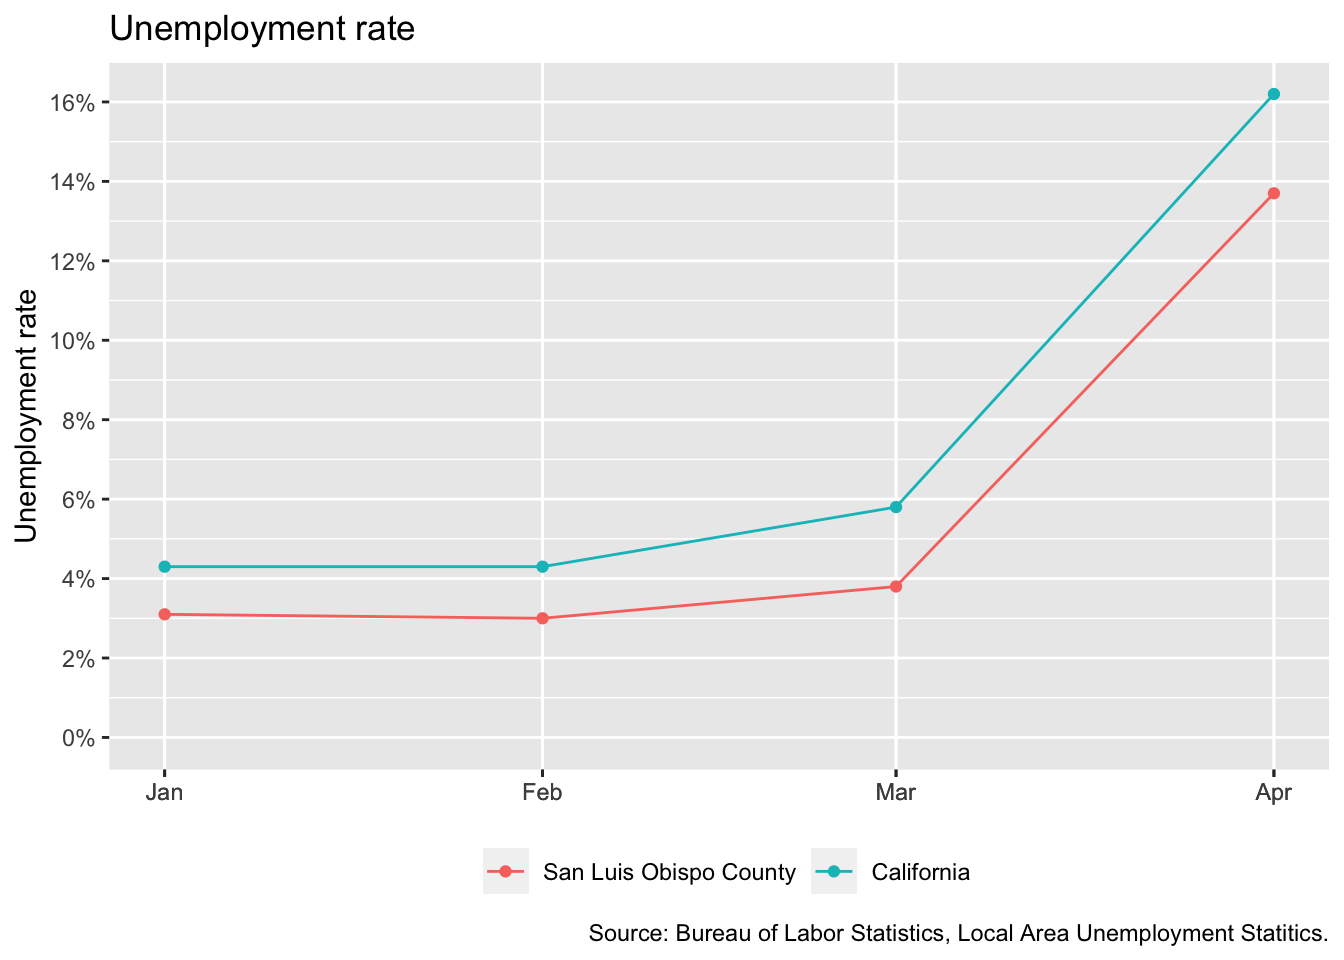 Unemployment rate
Unemployment rate
16%
14%
12%
10%
8%
6%
4%
2%
0%
Jan Feb Mar Apr
San Luis Obispo County California
Source: Bureau of Labor Statistics, Local Area Unemployment Statitics.